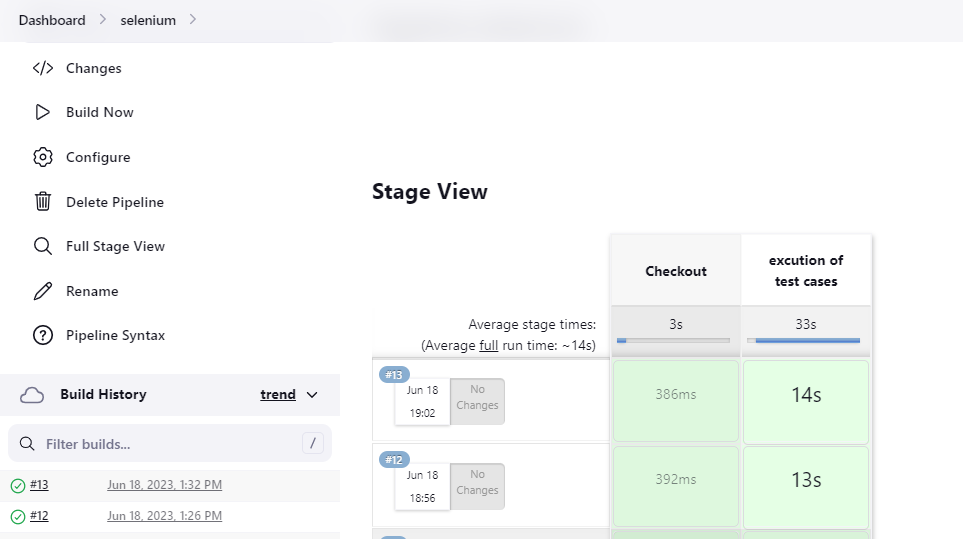 Dashboard
selenium
Changes
Build Now
Configure
Delete Pipeline
Full Stage View
Rename
Pipeline Syntax
Build History
trend
Filter builds...
/
#13
Jun 18, 2023, 1:32 PM
#12
Jun 18, 2023, 1:26 PM
Stage View
Checkout
excution of
test cases
Average stage times:
(Average full run time: ~14s)
3s
33s
#13
Jun 18
19:02
No
Changes
386ms
14s
#12
Jun 18
18:56
No
Changes
392ms
13s